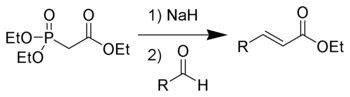 O O
EtO P OEt
EtO
1) NaH
2) O
R H
O
R OEt